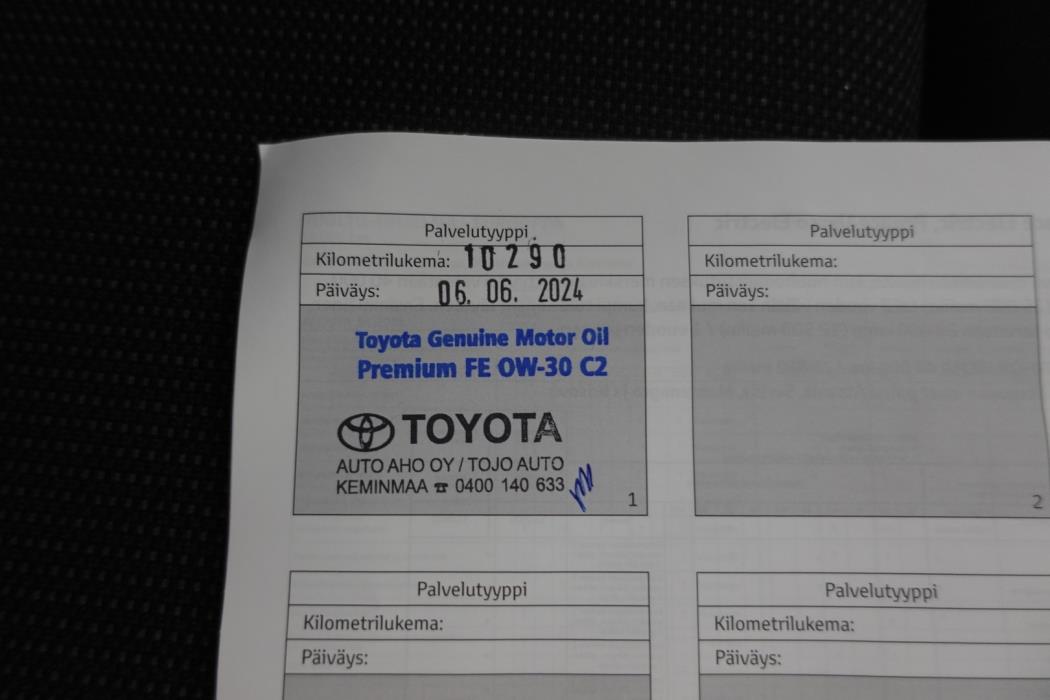 Palvelutyyppi
Kilometrilukema: 10290
Päiväys: 06. 06. 2024
Toyota Genuine Motor Oil
Premium FE 0W-30 C2
TOYOTA
AUTO AHO OY / TOJO AUTO
KEMINMAA ☎ 0400 140 633
1
Palvelutyyppi
Kilometrilukema:
Päiväys:
2
Palvelutyyppi
Kilometrilukema:
Päiväys:
Palvelutyyppi
Kilometrilukema:
Päiväys: